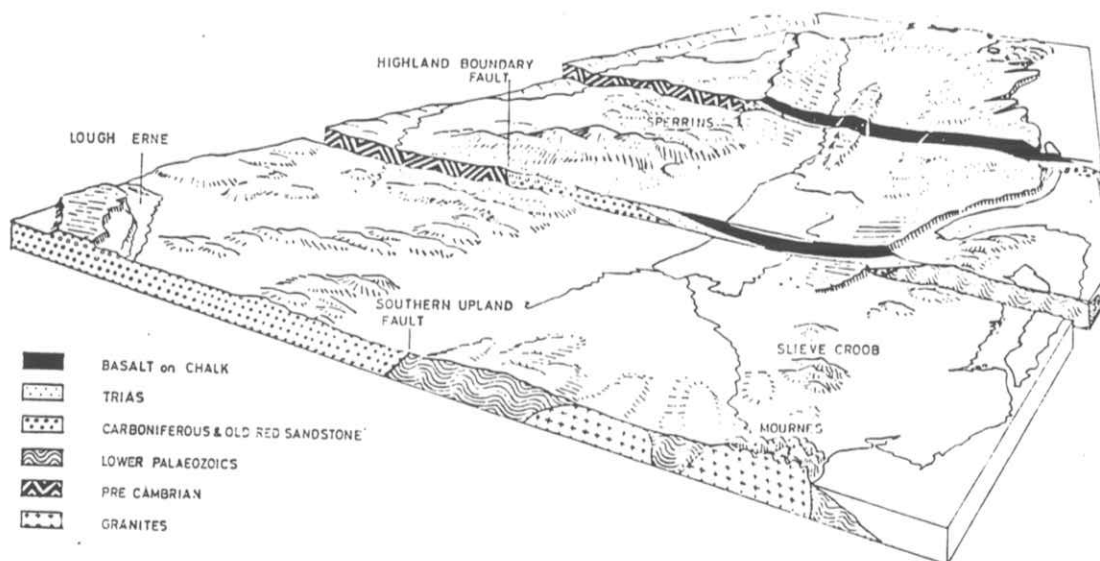 HIGHLAND BOUNDARY
FAULT
SPERRINS
LOUGH ERNE
SOUTHERN UPLAND
FAULT
SLIEVE CROOB
MOURNES
BASALT on CHALK
TRIAS
CARBONIFEROUS & OLD RED SANDSTONE
LOWER PALAEOZOICS
PRE CAMBRIAN
GRANITES